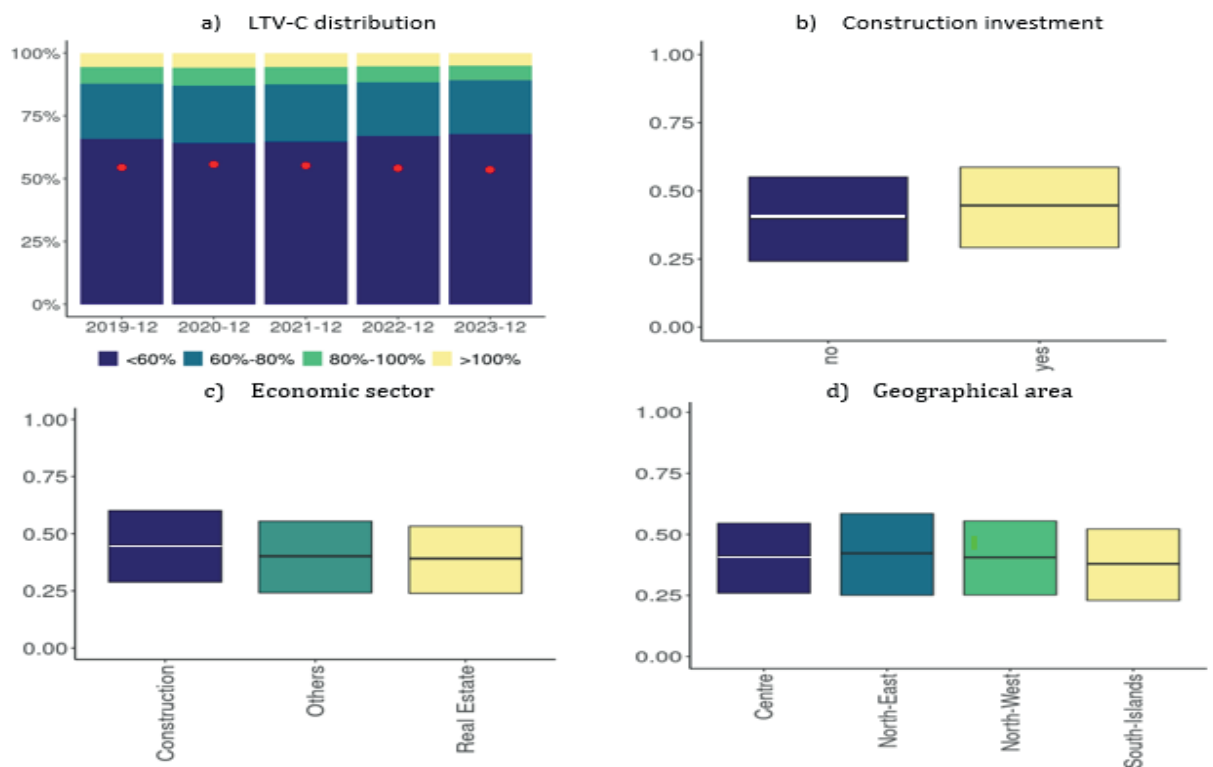 a) LTV-C distribution
100%
75%
50%
25%
0%
2019-12 2020-12 2021-12 2022-12 2023-12
<60% 60%-80% 80%-100% >100%
b) Construction investment
1.00
0.75
0.50
0.25
0.00
no yes
c) Economic sector
1.00
0.75
0.50
0.25
0.00
Construction Others Real Estate
d) Geographical area
1.00
0.75
0.50
0.25
0.00
Centre North-East North-West South-Islands